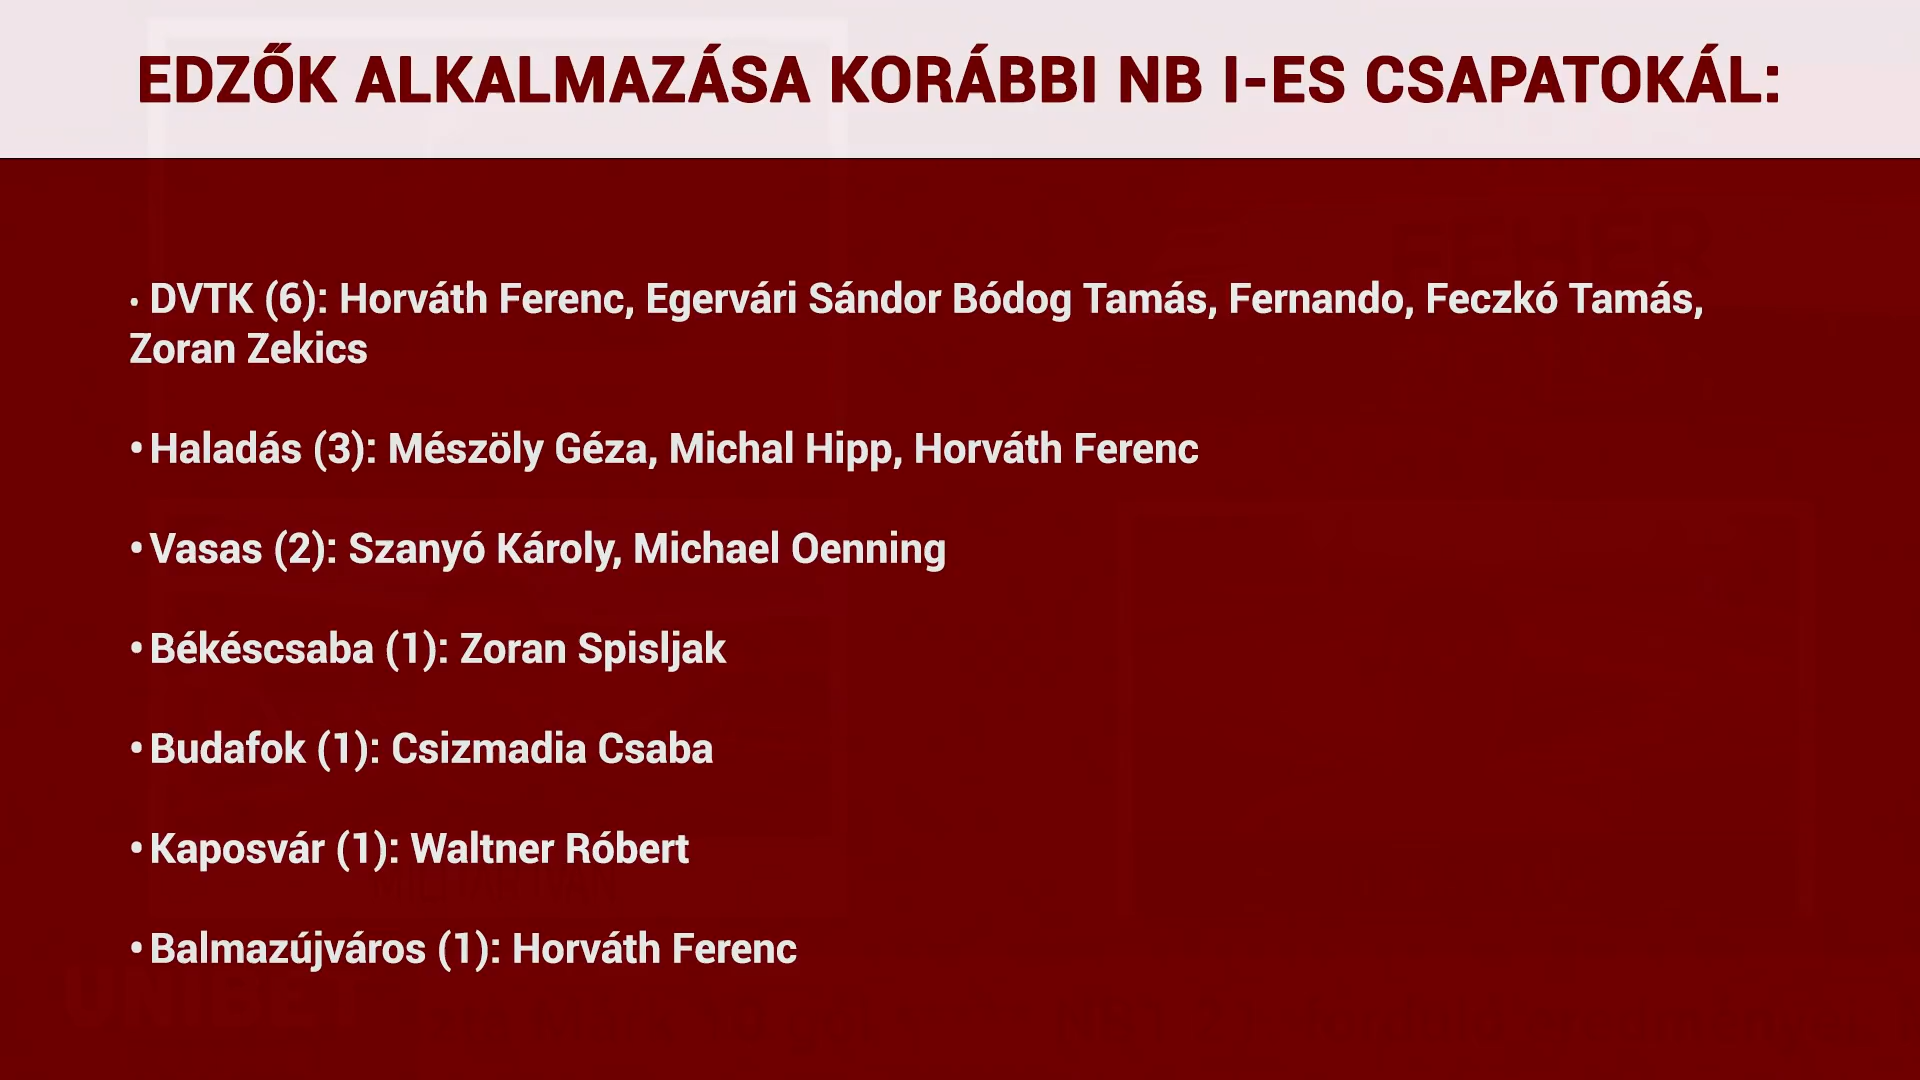 EDZŐK ALKALMAZÁSA KORÁBBI NB I-ES CSAPATOKÁL:
• DVTK (6): Horváth Ferenc, Egervári Sándor Bódog Tamás, Fernando, Feczkó Tamás,
Zoran Zekics
• Haladás (3): Mészöly Géza, Michal Hipp, Horváth Ferenc
• Vasas (2): Szanyó Károly, Michael Oenning
• Békéscsaba (1): Zoran Spisljak
• Budafok (1): Csizmadia Csaba
• Kaposvár (1): Waltner Róbert
• Balmazújváros (1): Horváth Ferenc
UNIBET